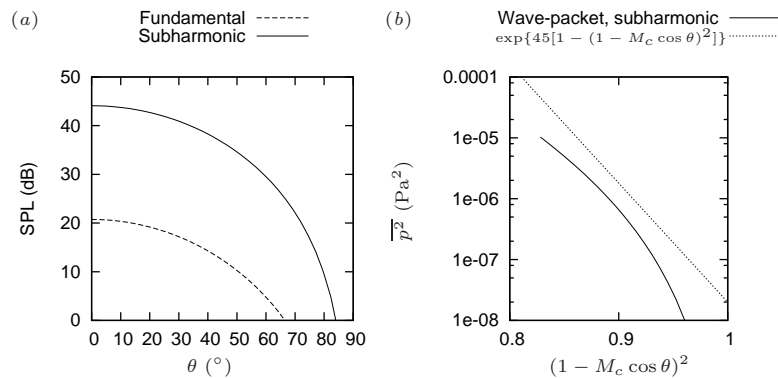 (a)
Fundamental
Subharmonic
50
40
30
20
10
0
SPL (dB)
0 10 20 30 40 50 60 70 80 90
θ (°)
(b)
Wave-packet, subharmonic
exp{45[1 − (1 − M_c cos θ)²]}
0.0001
1e-05
1e-06
1e-07
1e-08
p² (Pa²)
0.8 0.9 1
(1 − M_c cos θ)²